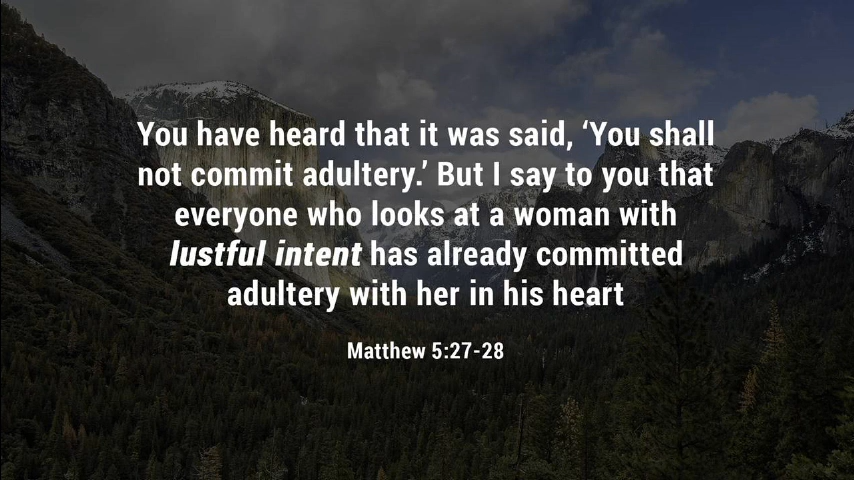 You have heard that it was said, ‘You shall
not commit adultery.’ But I say to you that
everyone who looks at a woman with
lustful intent has already committed
adultery with her in his heart
Matthew 5:27-28